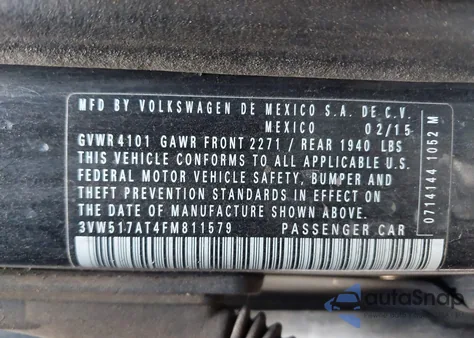 MFD BY VOLKSWAGEN DE MEXICO S.A. DE C.V.
MEXICO 02/15
GVWR 4101 GAWR FRONT 2271 / REAR 1940 LBS
THIS VEHICLE CONFORMS TO ALL APPLICABLE U.S.
FEDERAL MOTOR VEHICLE SAFETY, BUMPER AND
THEFT PREVENTION STANDARDS IN EFFECT ON
THE DATE OF MANUFACTURE SHOWN ABOVE.
3VW517AT4FM811579 PASSENGER CAR
0714144 1052 M
autoSnap